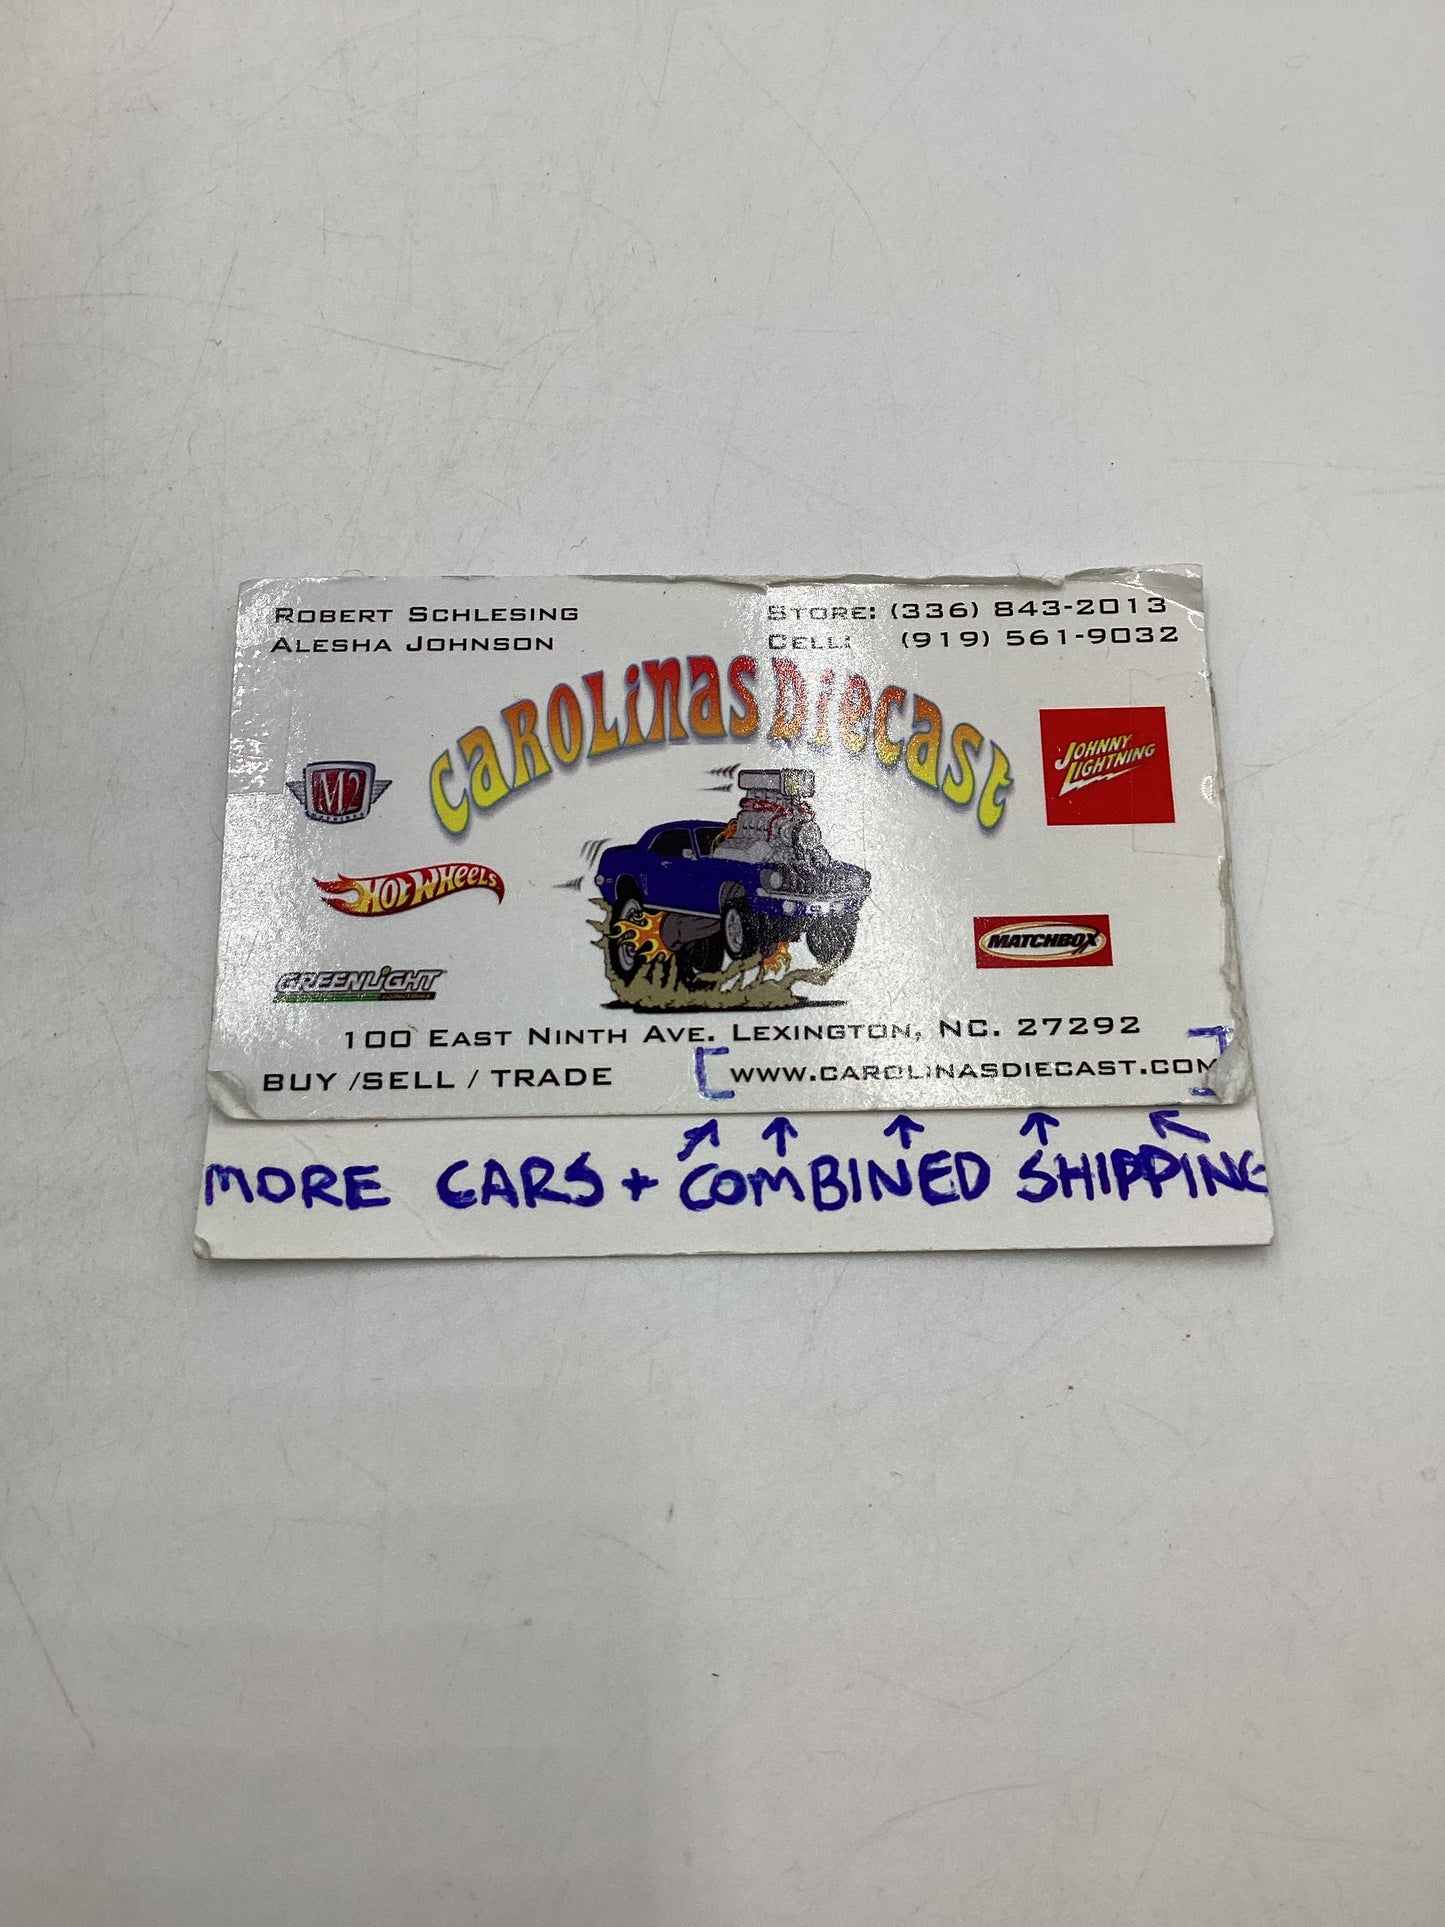 ROBERT SCHLESING
ALESHA JOHNSON
STORE: (336) 843-2013
CELL: (919) 561-9032
CAROLINAS DIECAST
M2
JOHNNY
LIGHTNING
HOT WHEELS
MATCHBOX
GREENLIGHT
100 EAST NINTH AVE. LEXINGTON, NC. 27292
BUY /SELL / TRADE
[WWW.CAROLINASDIECAST.COM]
MORE CARS + COMBINED SHIPPING